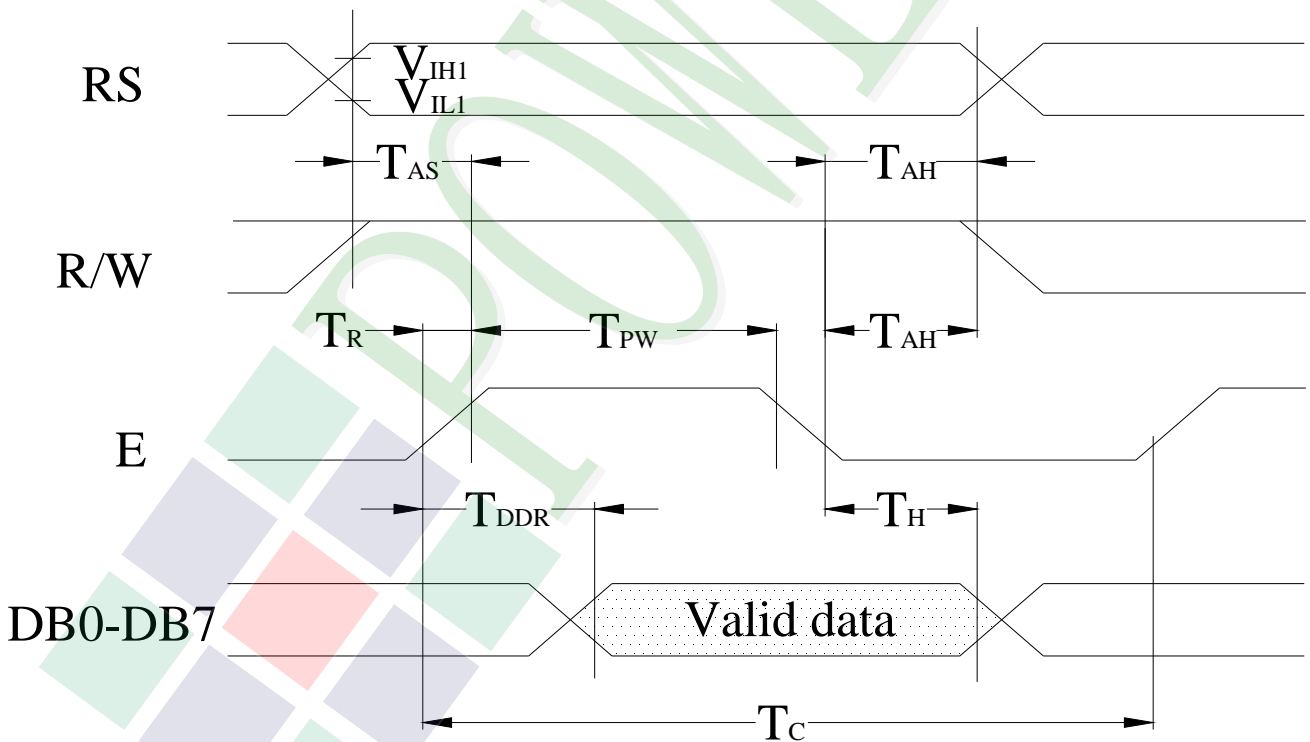 RS
VIH1
VIL1
TAS
TAH
R/W
TR
TPW
TAH
E
TDDR
TH
DB0-DB7
Valid data
TC